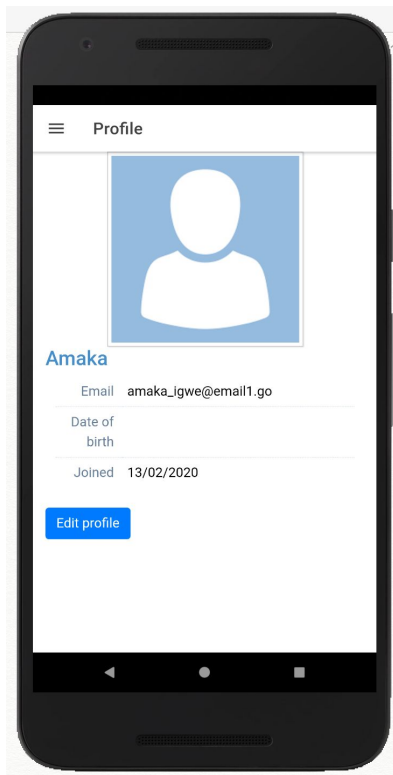 Profile
Amaka
Email amaka_igwe@email1.go
Date of
birth
Joined 13/02/2020
Edit profile